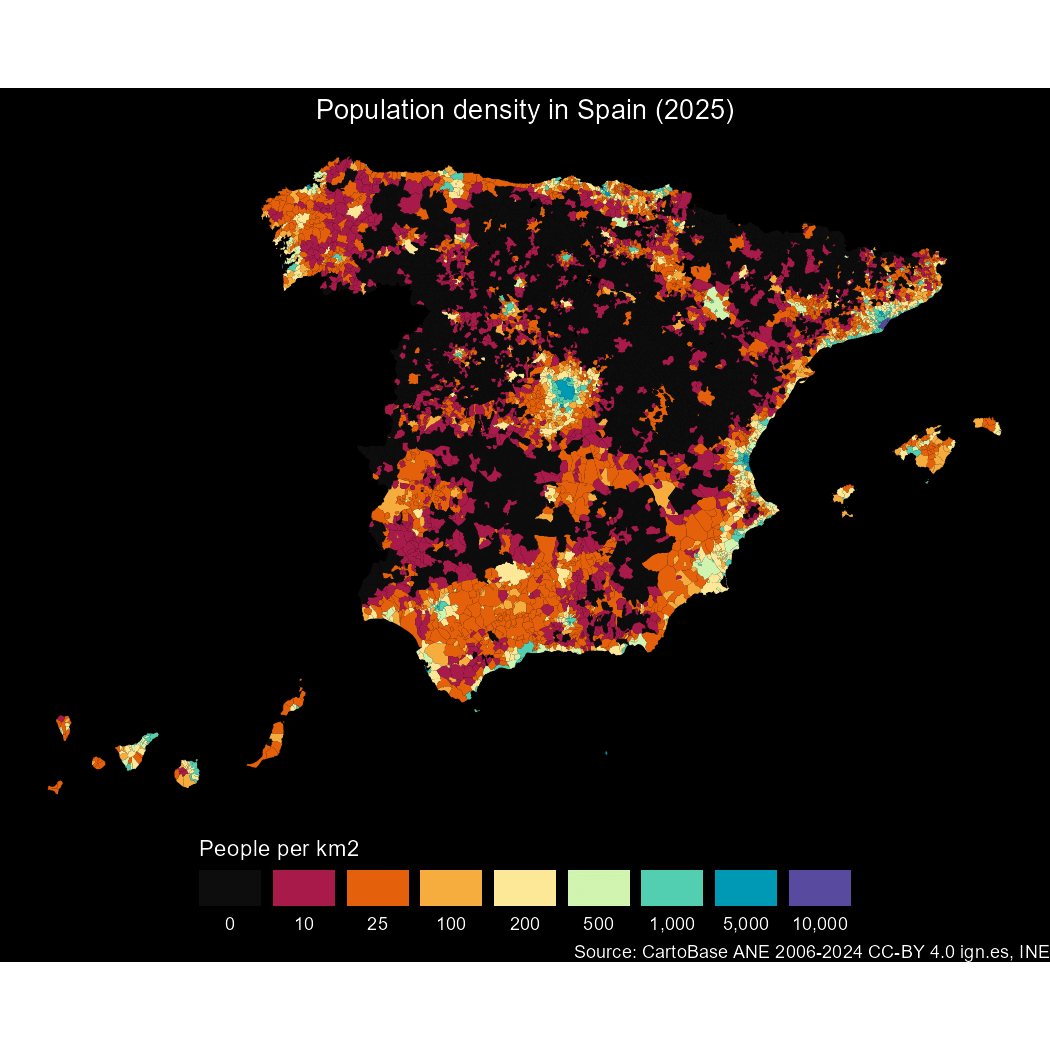 Population density in Spain (2025)
People per km2
0 10 25 100 200 500 1,000 5,000 10,000
Source: CartoBase ANE 2006-2024 CC-BY 4.0 ign.es, INE